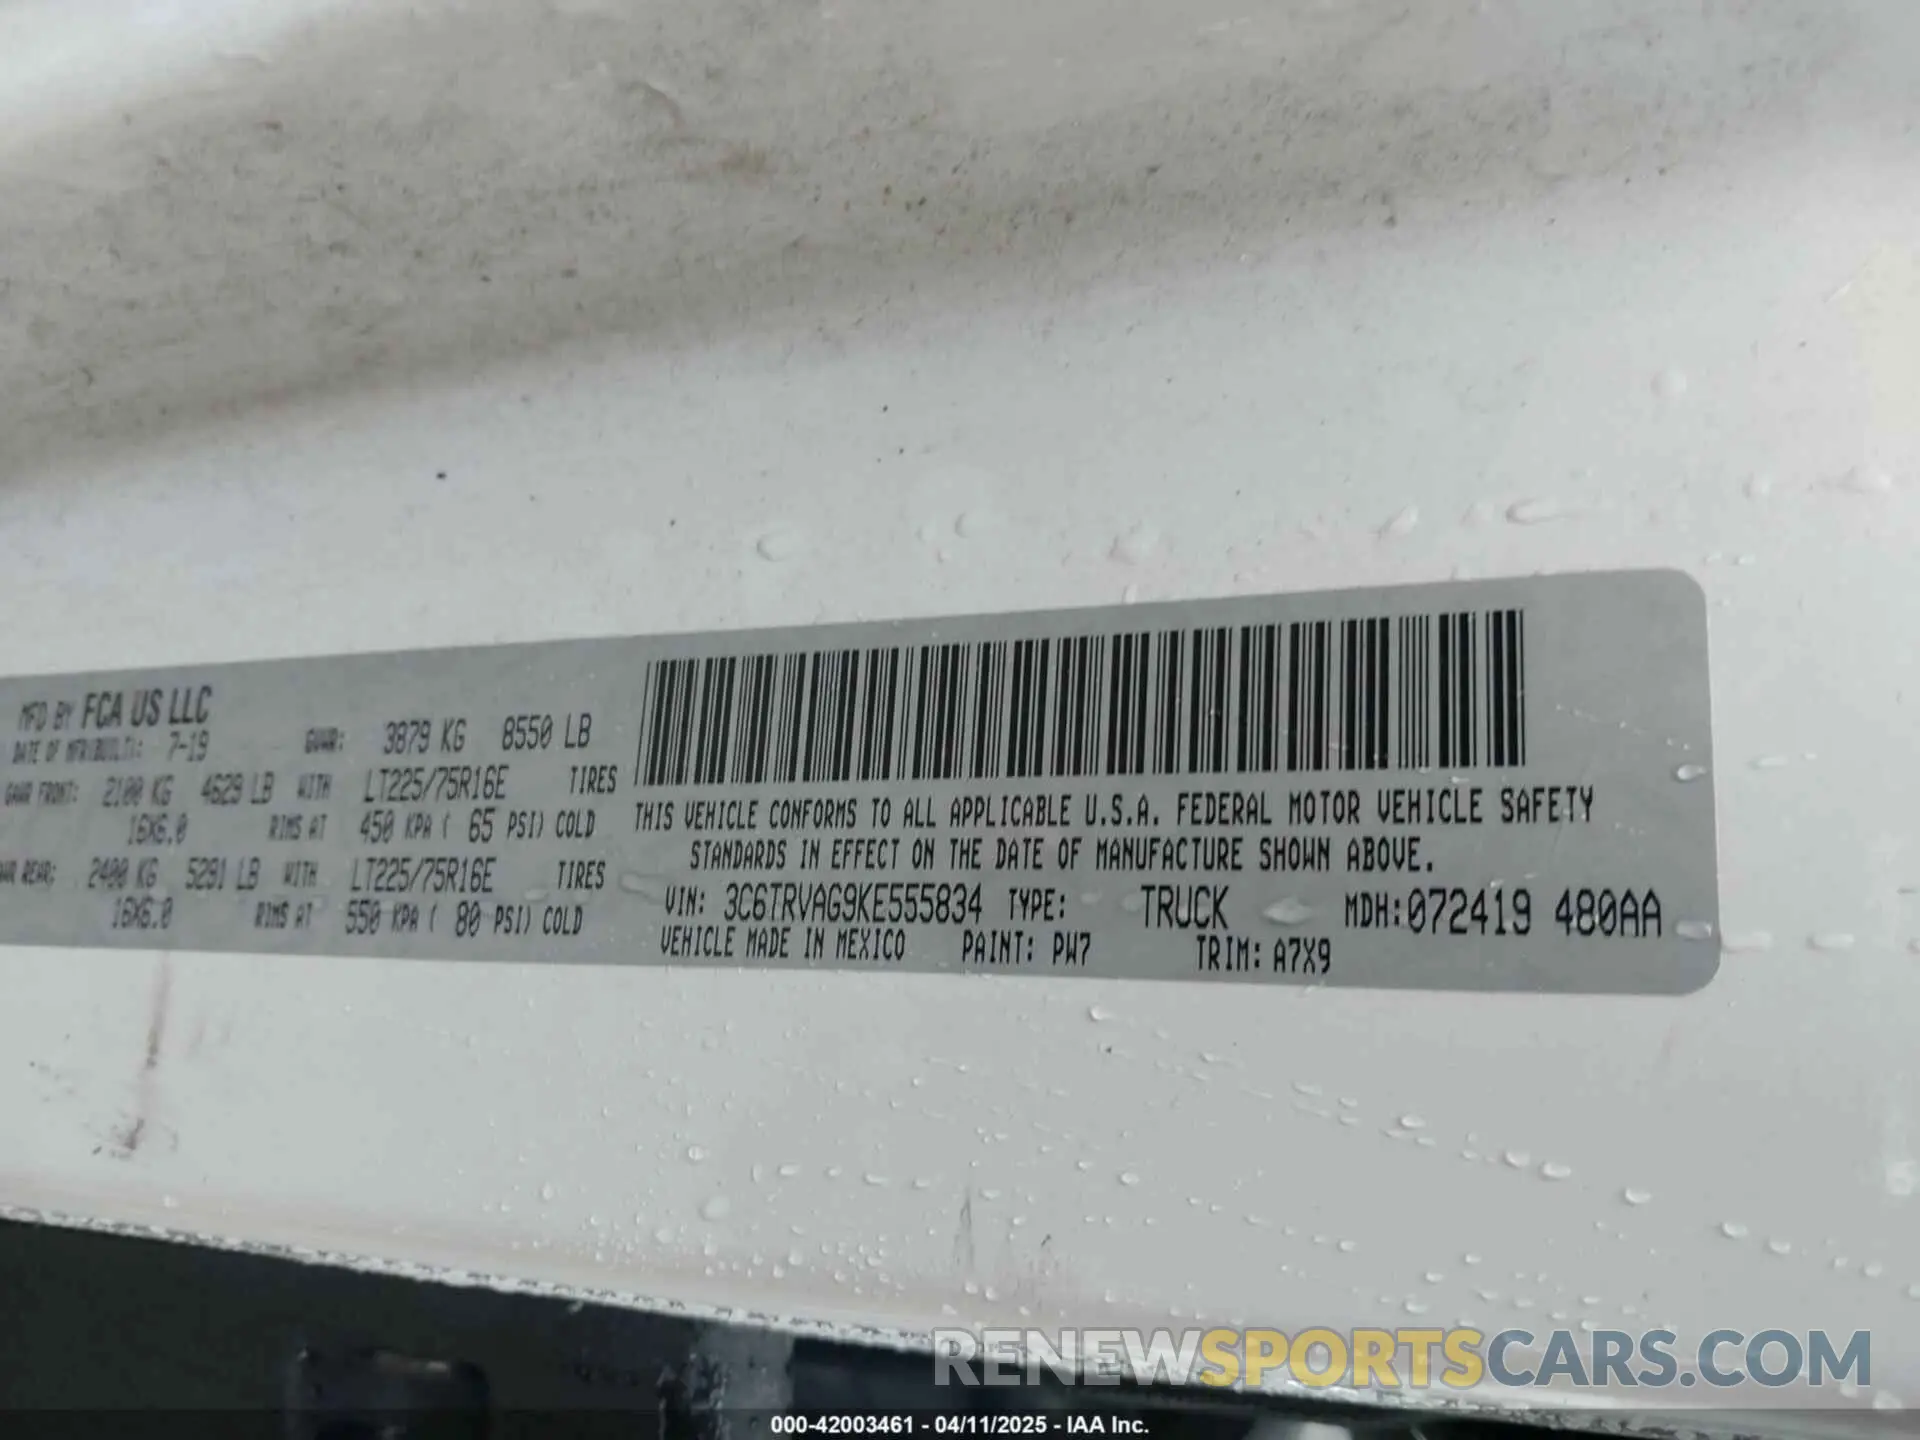 MFD BY FCA US LLC
DATE OF MFR(BUILT): 7-19 GVWR: 3879 KG 8550 LB
GAWR FRONT: 2100 KG 4629 LB WITH LT225/75R16E TIRES
16X6.0 RIMS AT 450 KPA ( 65 PSI) COLD
REAR: 2400 KG 5291 LB WITH LT225/75R16E TIRES
16X6.0 RIMS AT 550 KPA ( 80 PSI) COLD
THIS VEHICLE CONFORMS TO ALL APPLICABLE U.S.A. FEDERAL MOTOR VEHICLE SAFETY
STANDARDS IN EFFECT ON THE DATE OF MANUFACTURE SHOWN ABOVE.
VIN: 3C6TRVAG9KE555834 TYPE: TRUCK MDH:072419 480AA
VEHICLE MADE IN MEXICO PAINT: PW7 TRIM: A7X9
RENEWSPORTSCARS.COM
000-42003461 - 04/11/2025 - IAA Inc.